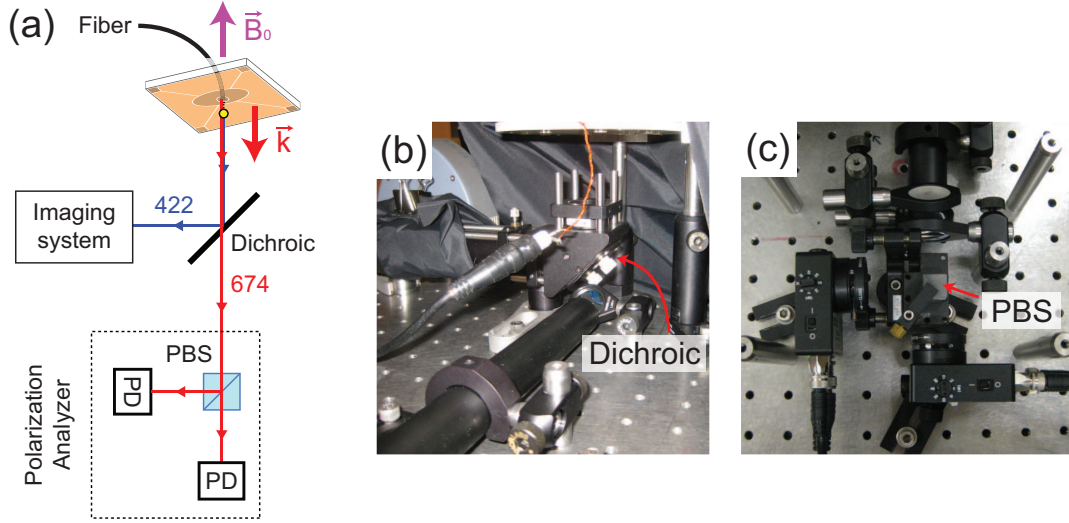 (a)
Fiber
B₀
k
422
Imaging
system
Dichroic
674
PBS
PD
PD
Polarization
Analyzer
(b)
Dichroic
(c)
PBS